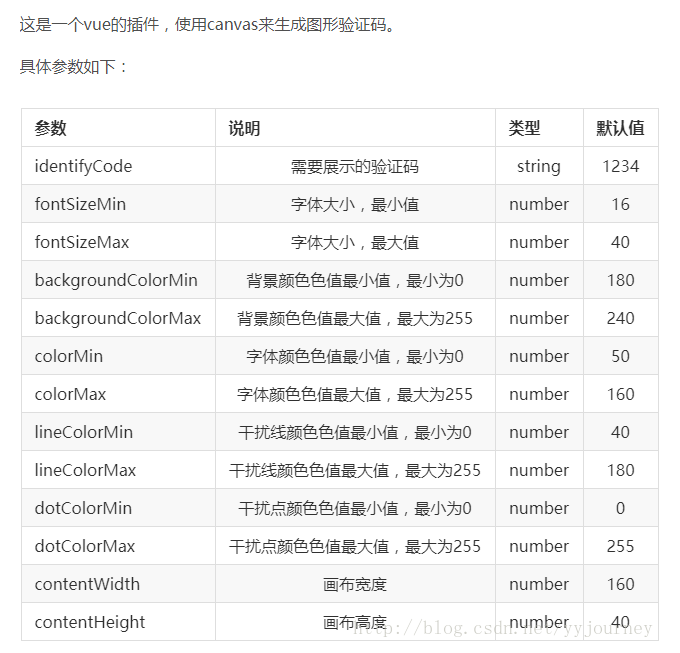 这是一个vue的插件，使用canvas来生成图形验证码。
具体参数如下：
参数 说明 类型 默认值
identifyCode 需要展示的验证码 string 1234
fontSizeMin 字体大小，最小值 number 16
fontSizeMax 字体大小，最大值 number 40
backgroundColorMin 背景颜色色值最小值，最小为0 number 180
backgroundColorMax 背景颜色色值最大值，最大为255 number 240
colorMin 字体颜色色值最小值，最小为0 number 50
colorMax 字体颜色色值最大值，最大为255 number 160
lineColorMin 干扰线颜色色值最小值，最小为0 number 40
lineColorMax 干扰线颜色色值最大值，最大为255 number 180
dotColorMin 干扰点颜色色值最小值，最小为0 number 0
dotColorMax 干扰点颜色色值最大值，最大为255 number 255
contentWidth 画布宽度 number 160
contentHeight 画布高度 number 40
http://blog.csdn.net/yyjourney